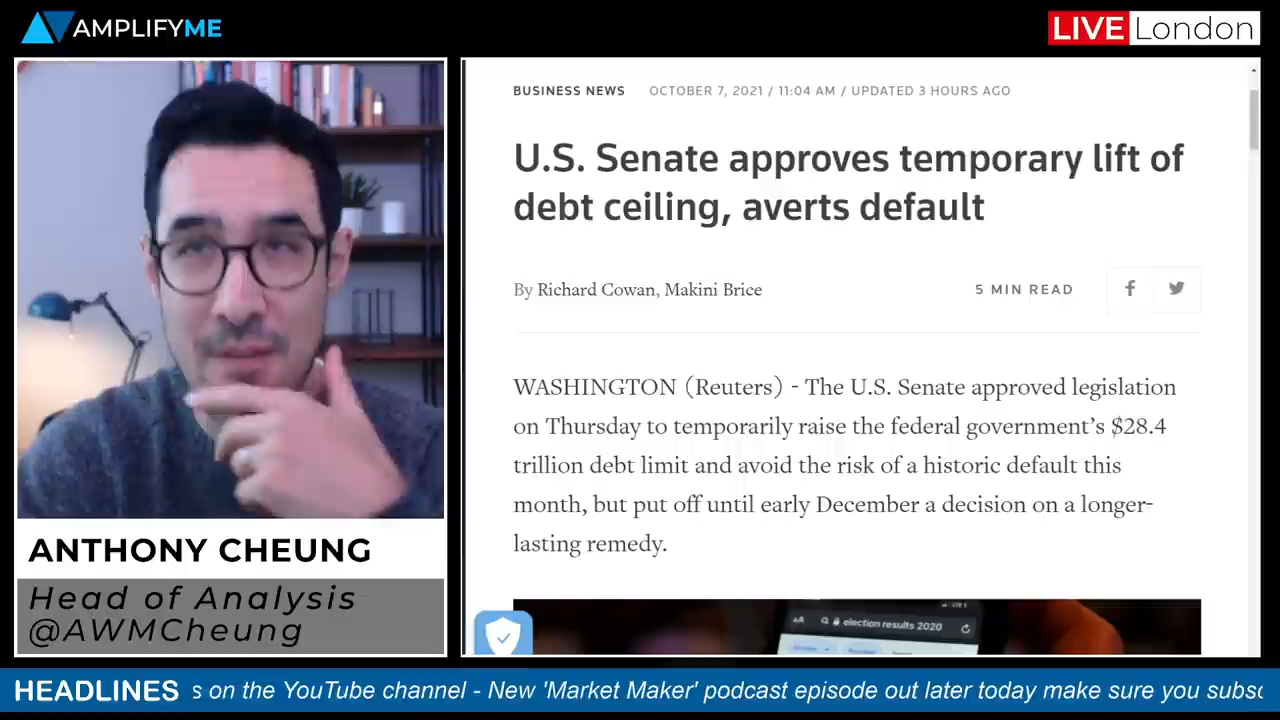 AMPLIFYME
LIVE London
BUSINESS NEWS OCTOBER 7, 2021 / 11:04 AM / UPDATED 3 HOURS AGO
U.S. Senate approves temporary lift of
debt ceiling, averts default
By Richard Cowan, Makini Brice
5 MIN READ
WASHINGTON (Reuters) - The U.S. Senate approved legislation
on Thursday to temporarily raise the federal government’s $28.4
trillion debt limit and avoid the risk of a historic default this
month, but put off until early December a decision on a longer-
lasting remedy.
AA election results 2020
ANTHONY CHEUNG
Head of Analysis
@AWMCheung
HEADLINES s on the YouTube channel - New 'Market Maker' podcast episode out later today make sure you subsc